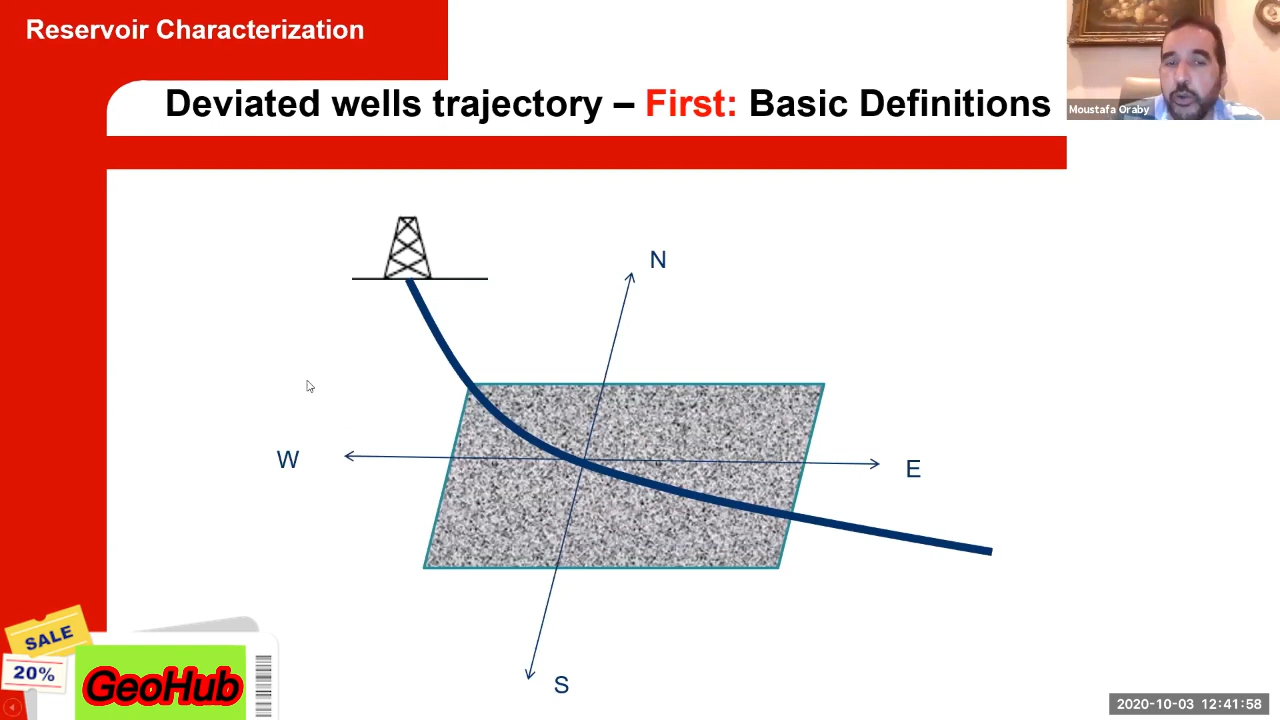 Reservoir Characterization
Deviated wells trajectory – First: Basic Definitions
Moustafa Oraby
N
W
E
S
SALE
20%
GeoHub
2020-10-03 12:41:58